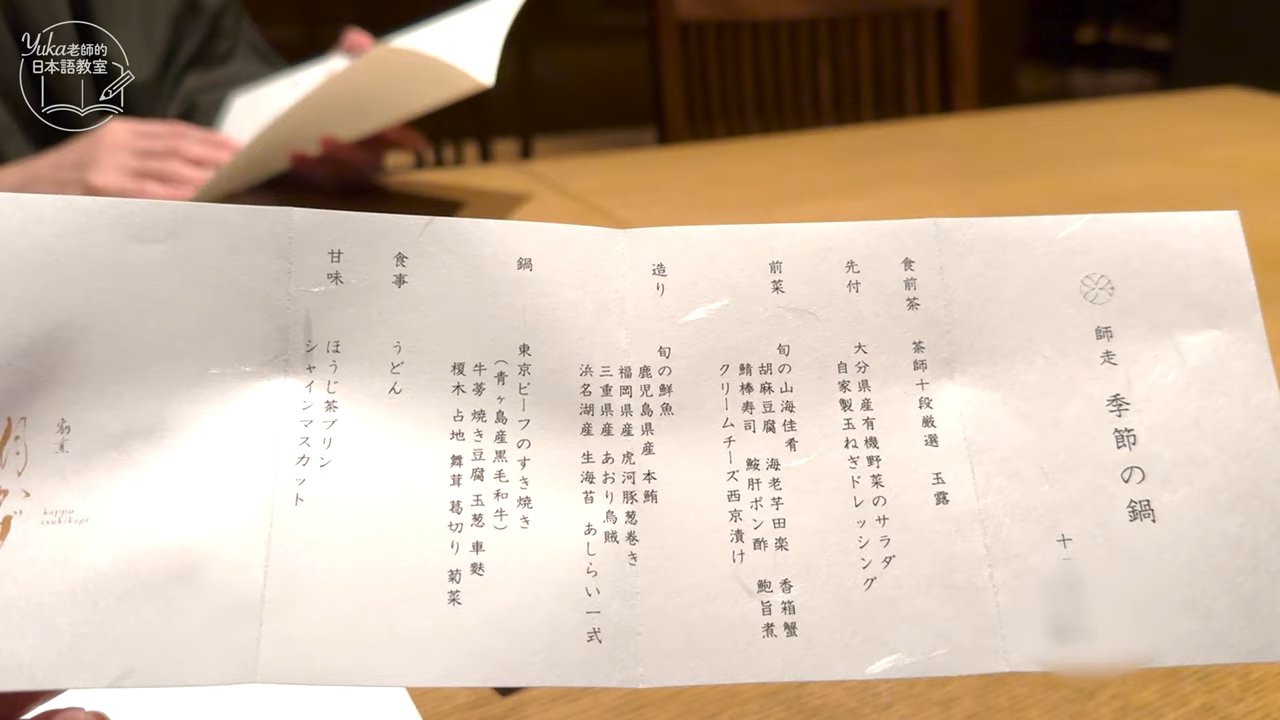 Yuka老師的
日本語教室
師走 季節の鍋
十一
食前茶
茶師十段厳選 玉露
先付
大分県産有機野菜のサラダ
自家製玉ねぎドレッシング
前菜
旬の山海佳肴
胡麻豆腐 海老芋田楽 香箱蟹
鯖棒寿司 鮟肝ポン酢 鮑旨煮
クリームチーズ西京漬け
造り
旬の鮮魚
鹿児島県産 本鮪
福岡県産 虎河豚葱巻き
三重県産 あおり烏賊
浜名湖産 生海苔 あしらい一式
鍋
東京ビーフのすき焼き
（青ヶ島産黒毛和牛）
牛蒡 焼き豆腐 玉葱 車麩
榎木 占地 舞茸 葛切り 菊菜
食事
うどん
甘味
ほうじ茶プリン
シャインマスカット
kappu
tsukikage